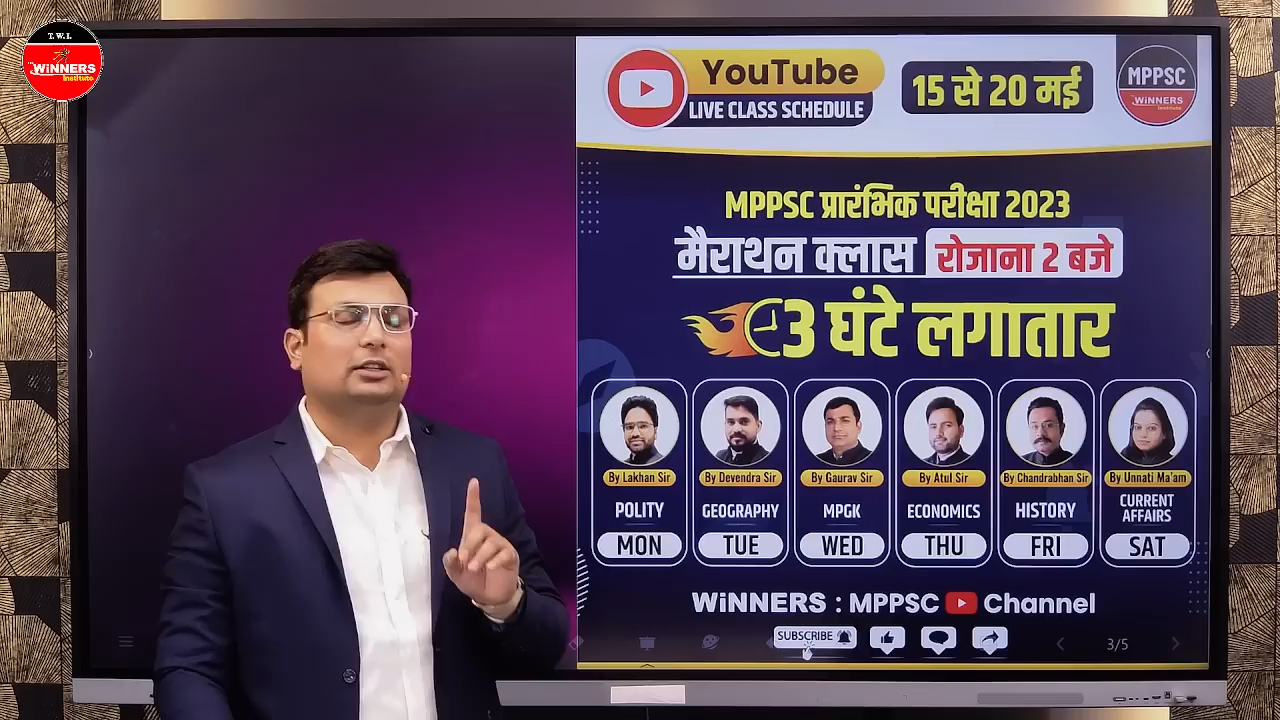 T.W.I.
THE WiNNERS
Institute
YouTube
LIVE CLASS SCHEDULE
15 से 20 मई
MPPSC
WiNNERS
Institute
MPPSC प्रारंभिक परीक्षा 2023
मैराथन क्लास रोजाना 2 बजे
3 घंटे लगातार
By Lakhan Sir
POLITY
MON
By Devendra Sir
GEOGRAPHY
TUE
By Gaurav Sir
MPGK
WED
By Atul Sir
ECONOMICS
THU
By Chandrabhan Sir
HISTORY
FRI
By Unnati Ma'am
CURRENT
AFFAIRS
SAT
WiNNERS : MPPSC Channel
SUBSCRIBE
3/5